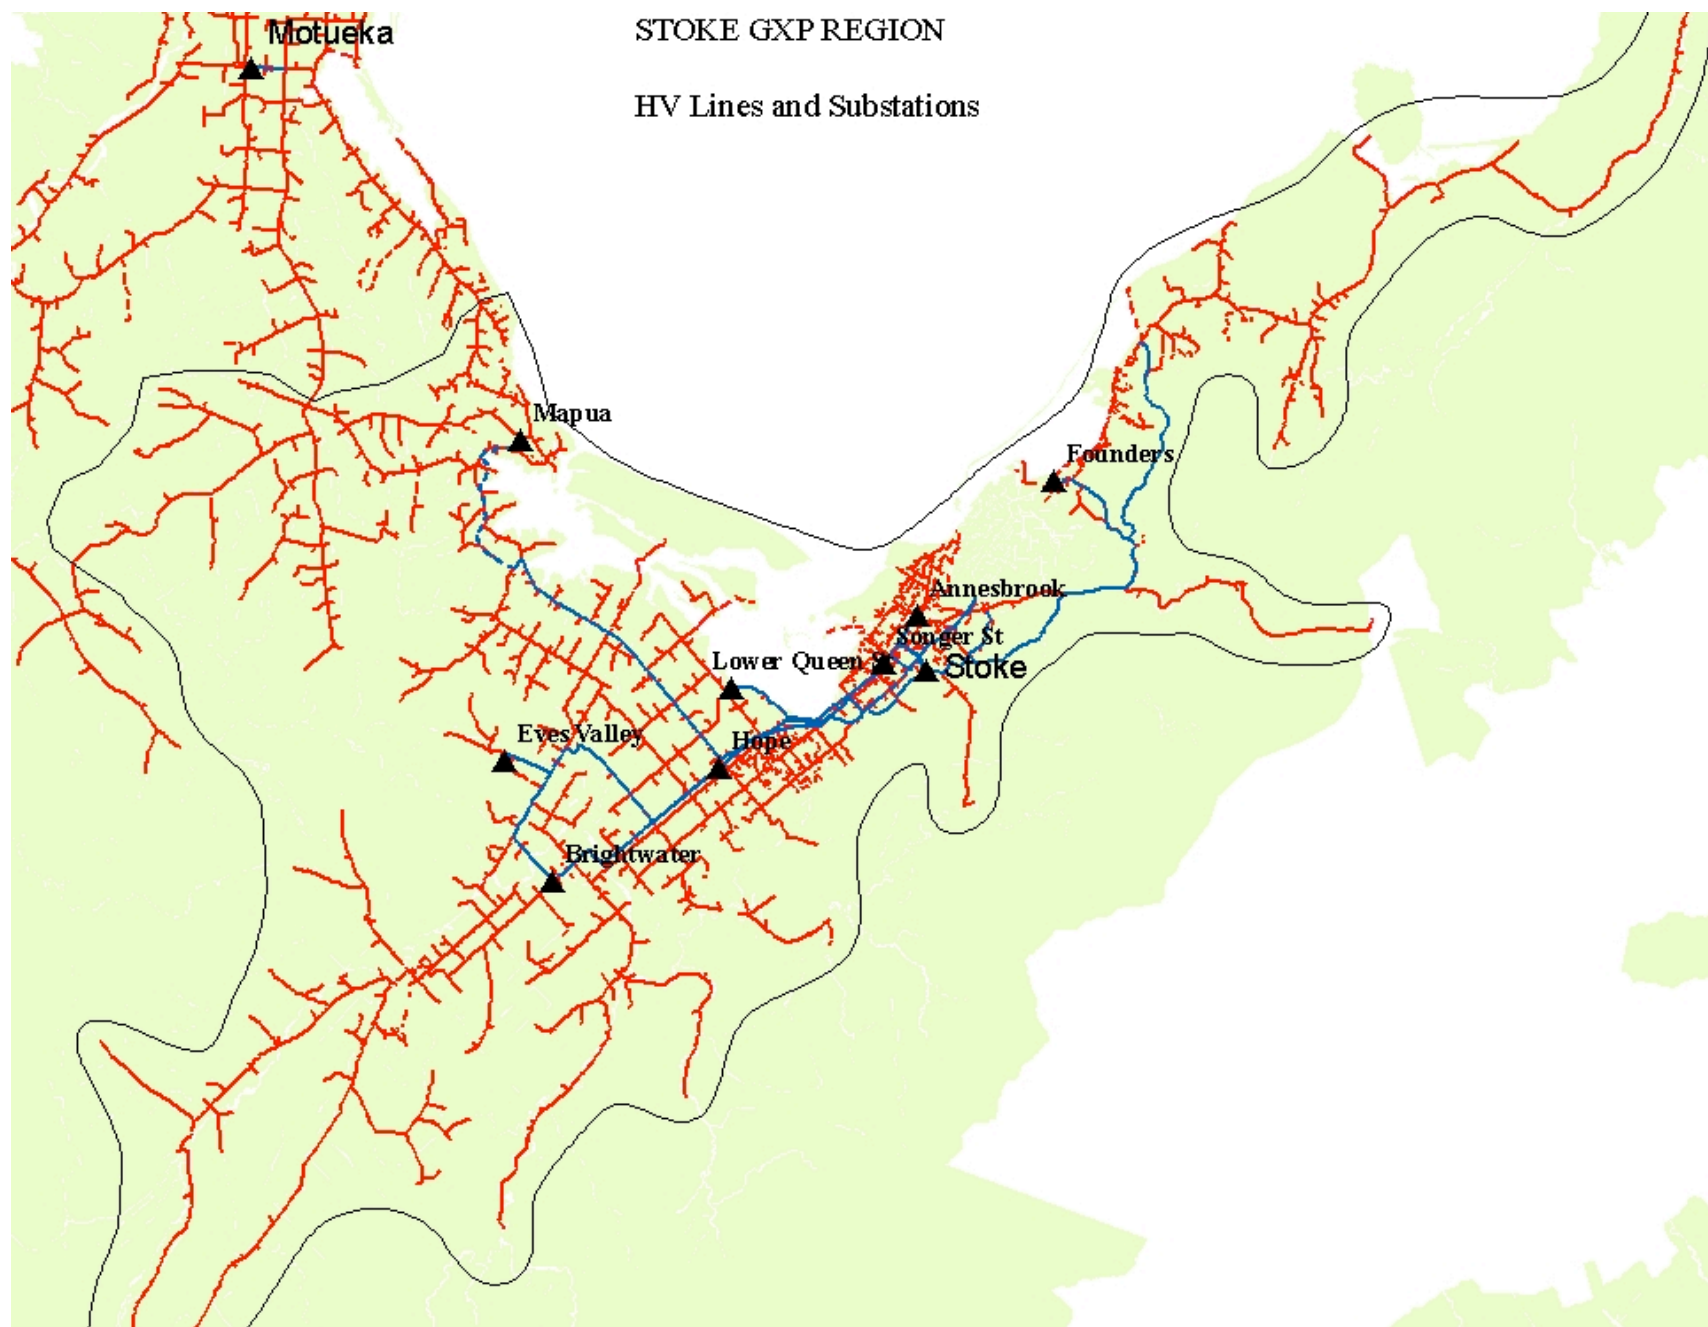 Motueka
STOKE GXP REGION
HV Lines and Substations
Mapua
Founders
Annesbrook
Songer St
Lower Queen St
Stoke
Eves Valley
Hope
Brightwater